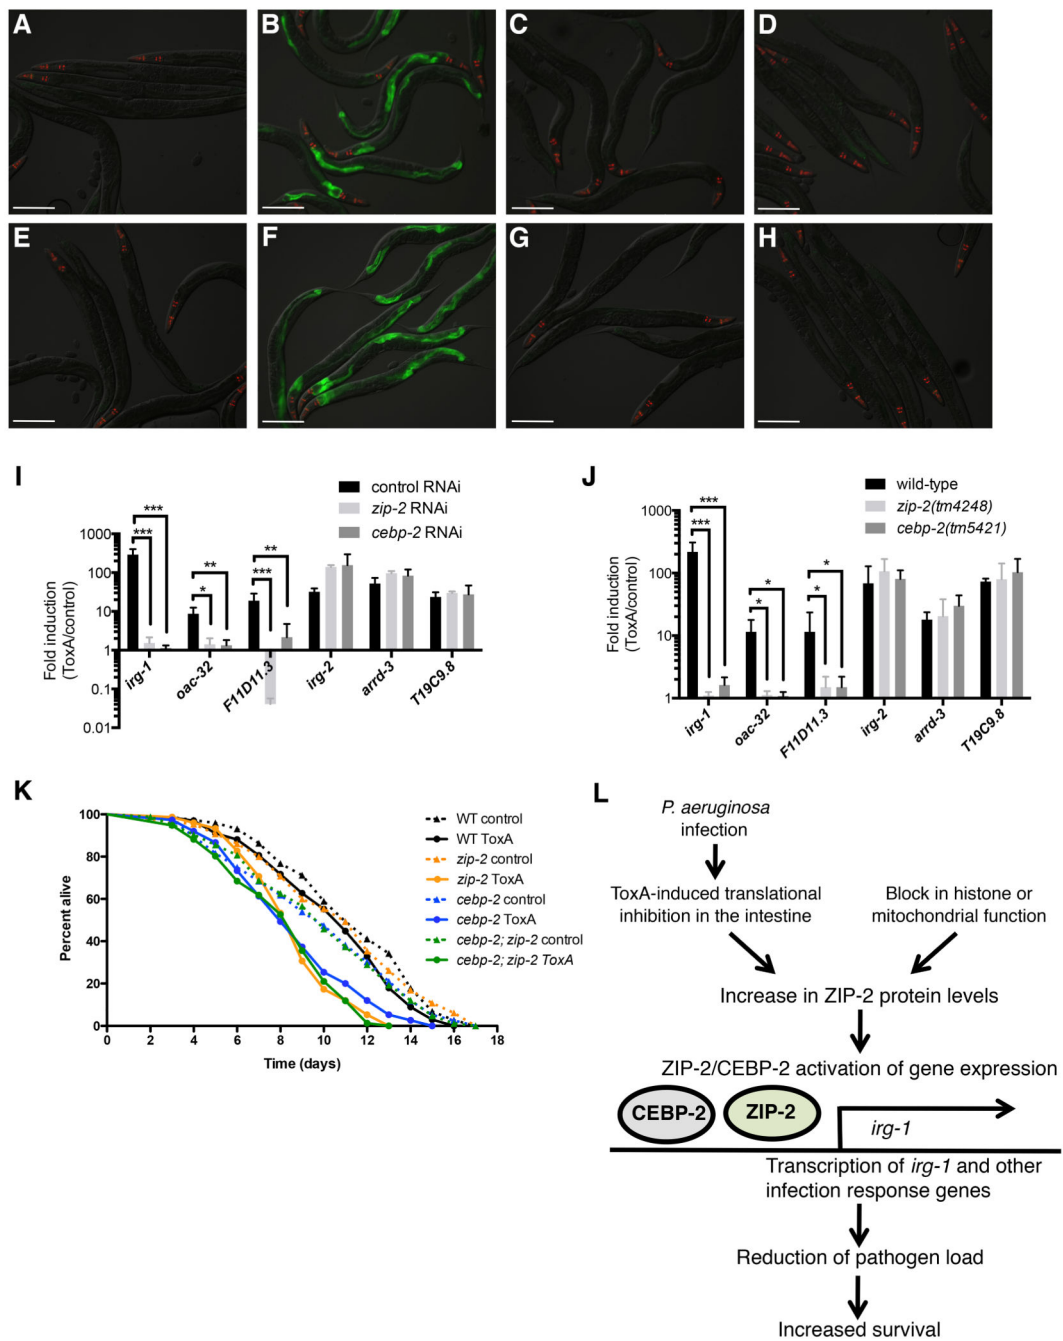 A
B
C
D
E
F
G
H
I
control RNAi
zip-2 RNAi
cebp-2 RNAi
Fold induction
(ToxA/control)
1000
100
10
1
0.1
0.01
***
***
**
*
**
***
irg-1
oac-32
F11D11.3
irg-2
arrd-3
T19C9.8
J
wild-type
zip-2(tm4248)
cebp-2(tm5421)
Fold induction
(ToxA/control)
1000
100
10
1
***
***
*
*
*
*
irg-1
oac-32
F11D11.3
irg-2
arrd-3
T19C9.8
K
Percent alive
100
80
60
40
20
0
0 2 4 6 8 10 12 14 16 18
Time (days)
WT control
WT ToxA
zip-2 control
zip-2 ToxA
cebp-2 control
cebp-2 ToxA
cebp-2; zip-2 control
cebp-2; zip-2 ToxA
L
P. aeruginosa
infection
ToxA-induced translational
inhibition in the intestine
Block in histone or
mitochondrial function
Increase in ZIP-2 protein levels
ZIP-2/CEBP-2 activation of gene expression
CEBP-2
ZIP-2
irg-1
Transcription of irg-1 and other
infection response genes
Reduction of pathogen load
Increased survival